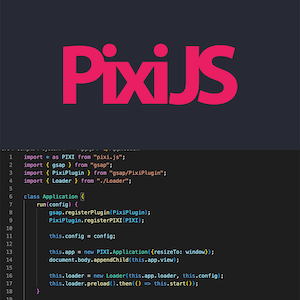 PixiJS
1 import * as PIXI from "pixi.js";
2 import { gsap } from "gsap";
3 import { PixiPlugin } from "gsap/PixiPlugin";
4 import { Loader } from "./Loader";
5
6 class Application {
7 run(config) {
8 gsap.registerPlugin(PixiPlugin);
9 PixiPlugin.registerPIXI(PIXI);
10
11 this.config = config;
12
13 this.app = new PIXI.Application({resizeTo: window});
14 document.body.appendChild(this.app.view);
15
16 this.loader = new Loader(this.app.loader, this.config);
17 this.loader.preload().then(() => this.start());
18 }